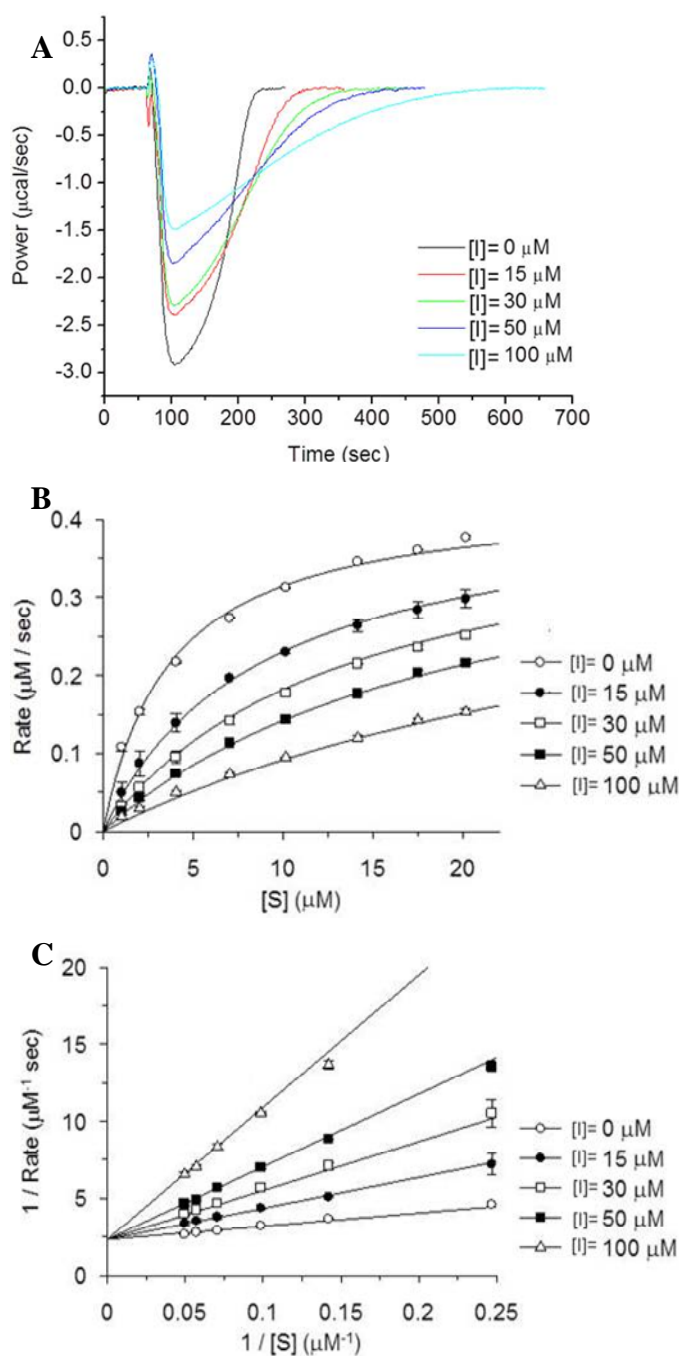 A
0.5
0.0
-0.5
-1.0
-1.5
-2.0
-2.5
-3.0
Power (μcal/sec)
[I]= 0 μM
[I]= 15 μM
[I]= 30 μM
[I]= 50 μM
[I]= 100 μM
0 100 200 300 400 500 600 700
Time (sec)
B
0.4
0.3
0.2
0.1
0
Rate (μM / sec)
[I]= 0 μM
[I]= 15 μM
[I]= 30 μM
[I]= 50 μM
[I]= 100 μM
0 5 10 15 20
[S] (μM)
C
20
15
10
5
0
1 / Rate (μM⁻¹ sec)
[I]= 0 μM
[I]= 15 μM
[I]= 30 μM
[I]= 50 μM
[I]= 100 μM
0 0.05 0.1 0.15 0.2 0.25
1 / [S] (μM⁻¹)